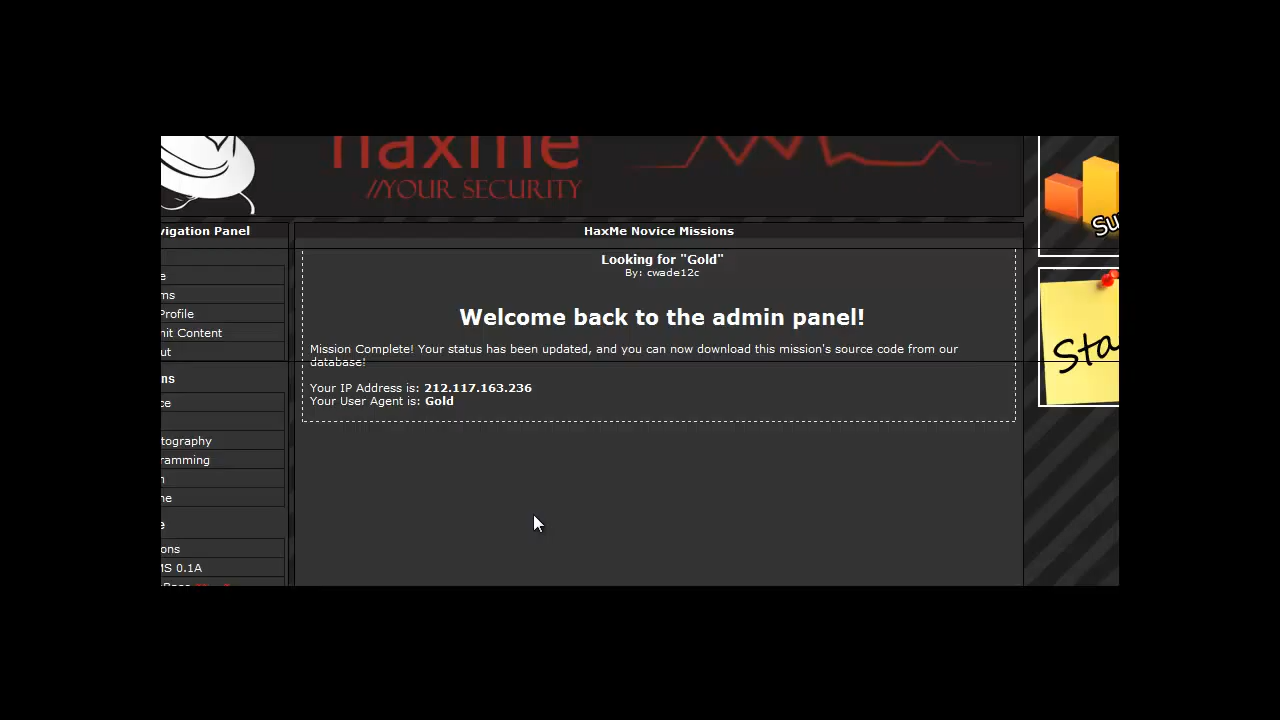 haxme
//YOUR SECURITY
vigation Panel
e
ms
Profile
nit Content
ut
ns
ce
tography
ramming
n
ne
e
ons
MS 0.1A
HaxMe Novice Missions
Looking for "Gold"
By: cwade12c
Welcome back to the admin panel!
Mission Complete! Your status has been updated, and you can now download this mission's source code from our
database!
Your IP Address is: 212.117.163.236
Your User Agent is: Gold
Su
Sta